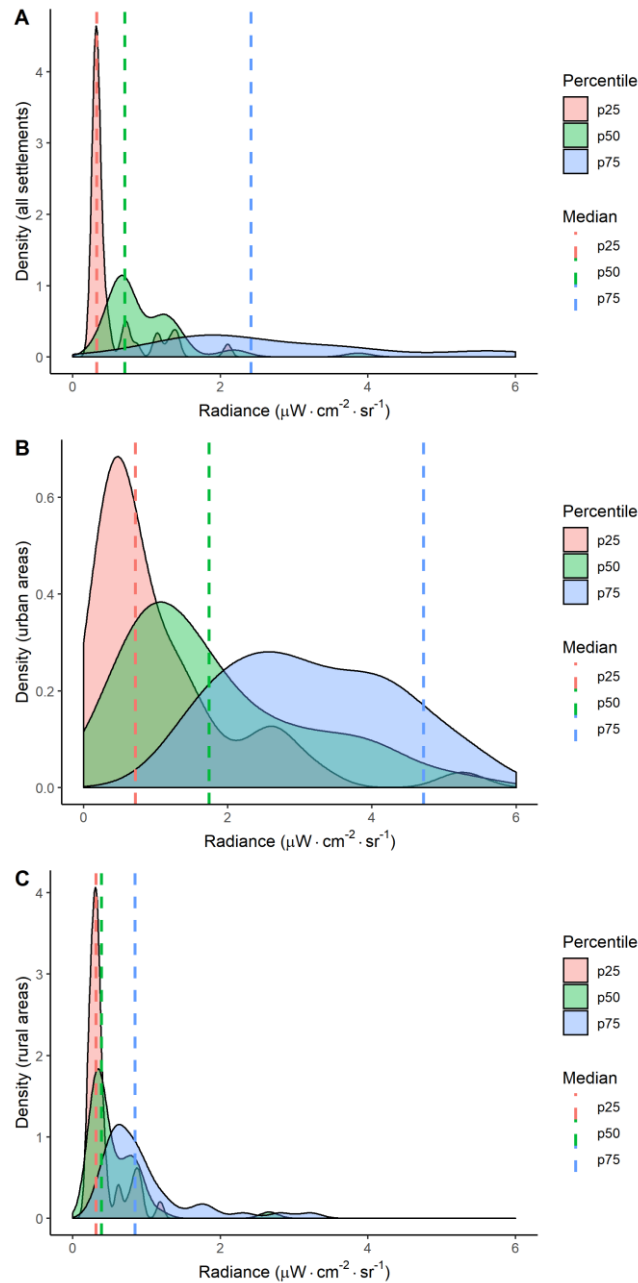 A
Density (all settlements)
4
3
2
1
0
0 2 4 6
Radiance (μW · cm⁻² · sr⁻¹)
Percentile
p25
p50
p75
Median
p25
p50
p75
B
Density (urban areas)
0.6
0.4
0.2
0.0
0 2 4 6
Radiance (μW · cm⁻² · sr⁻¹)
Percentile
p25
p50
p75
Median
p25
p50
p75
C
Density (rural areas)
4
3
2
1
0
0 2 4 6
Radiance (μW · cm⁻² · sr⁻¹)
Percentile
p25
p50
p75
Median
p25
p50
p75